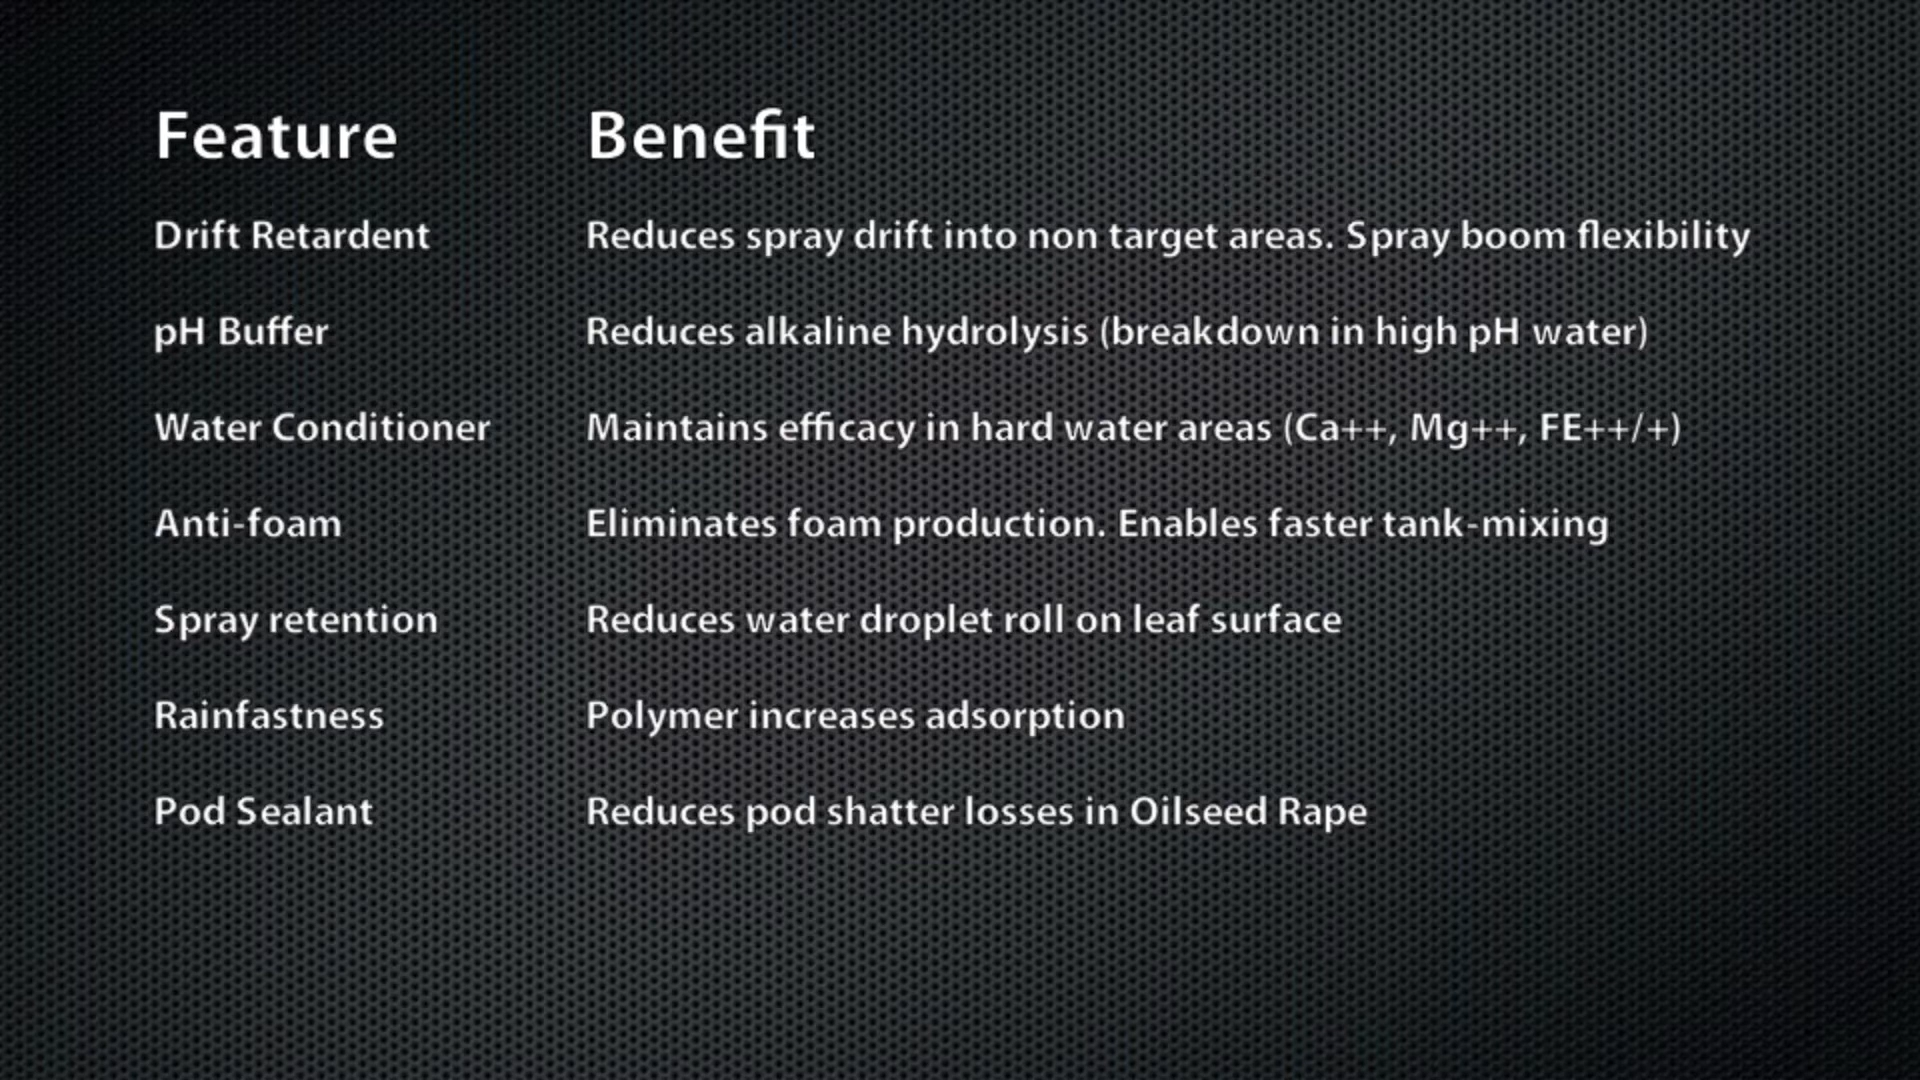 Feature Benefit
Drift Retardent Reduces spray drift into non target areas. Spray boom flexibility
pH Buffer Reduces alkaline hydrolysis (breakdown in high pH water)
Water Conditioner Maintains efficacy in hard water areas (Ca++, Mg++, FE++/+)
Anti-foam Eliminates foam production. Enables faster tank-mixing
Spray retention Reduces water droplet roll on leaf surface
Rainfastness Polymer increases adsorption
Pod Sealant Reduces pod shatter losses in Oilseed Rape